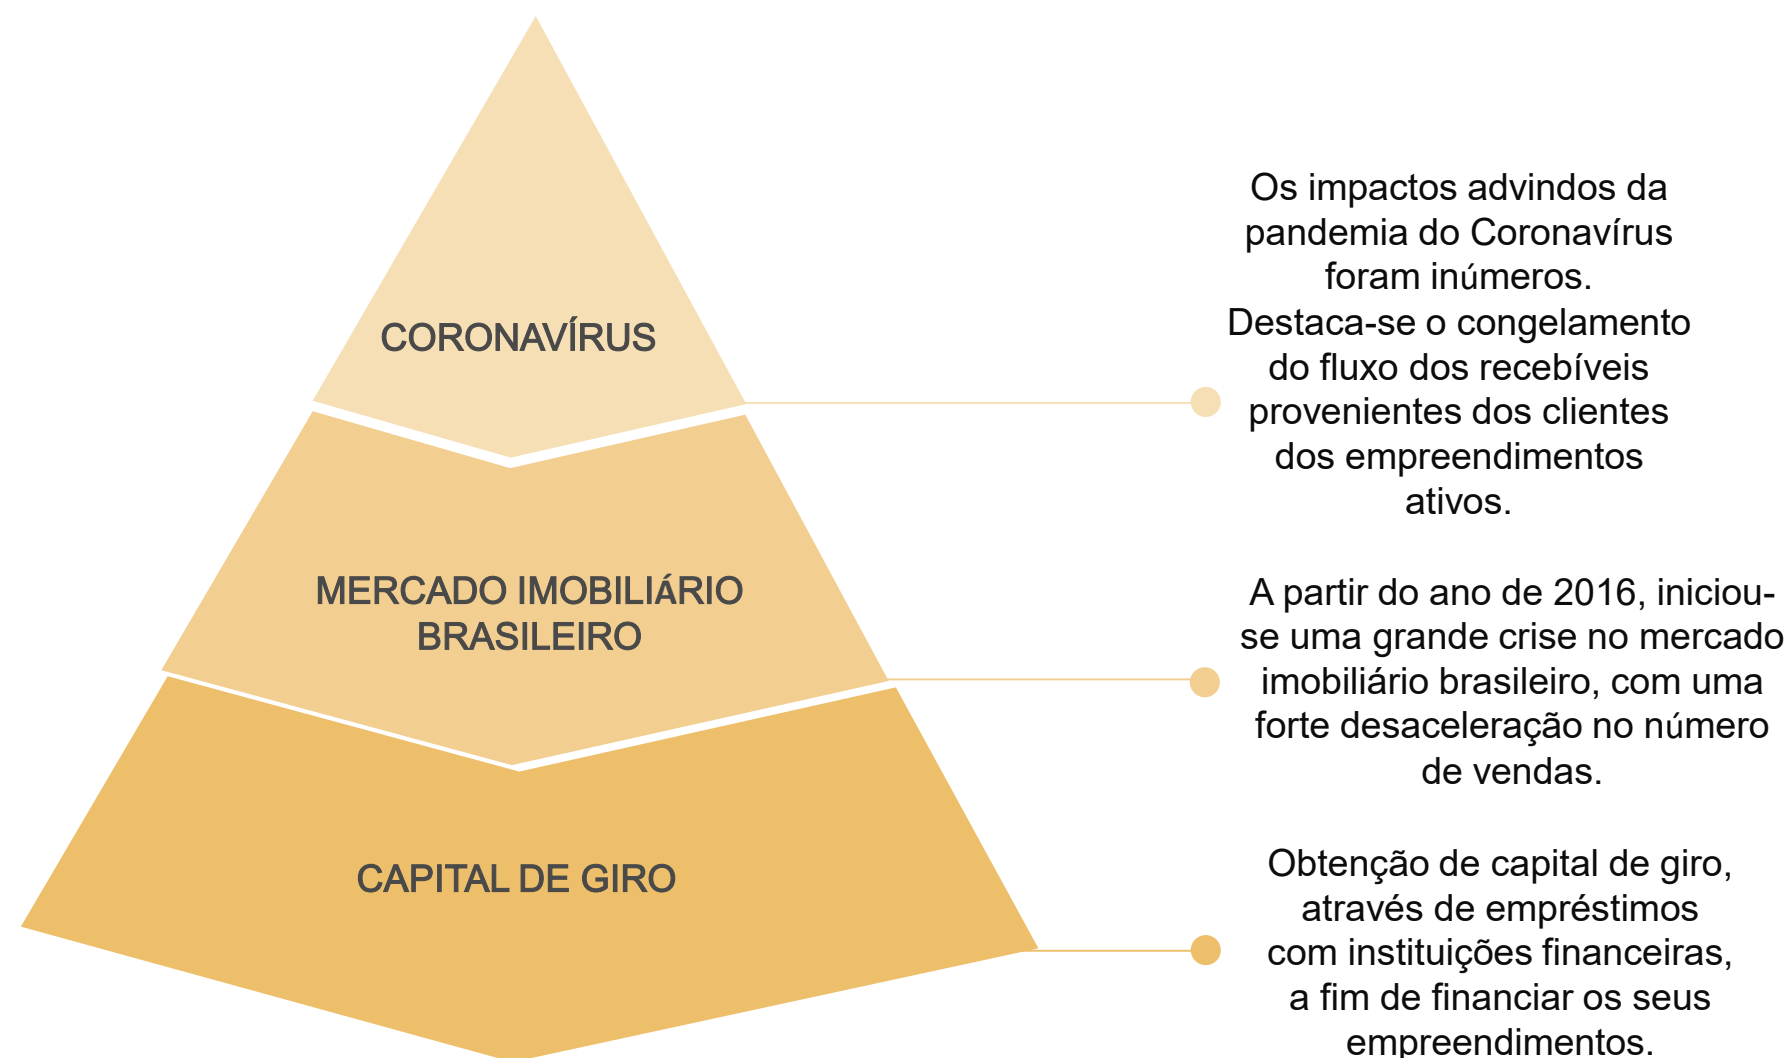 CORONAVÍRUS
Os impactos advindos da
pandemia do Coronavírus
foram inúmeros.
Destaca-se o congelamento
do fluxo dos recebíveis
provenientes dos clientes
dos empreendimentos
ativos.
MERCADO IMOBILIÁRIO
BRASILEIRO
A partir do ano de 2016, iniciou-
se uma grande crise no mercado
imobiliário brasileiro, com uma
forte desaceleração no número
de vendas.
CAPITAL DE GIRO
Obtenção de capital de giro,
através de empréstimos
com instituições financeiras,
a fim de financiar os seus
empreendimentos.